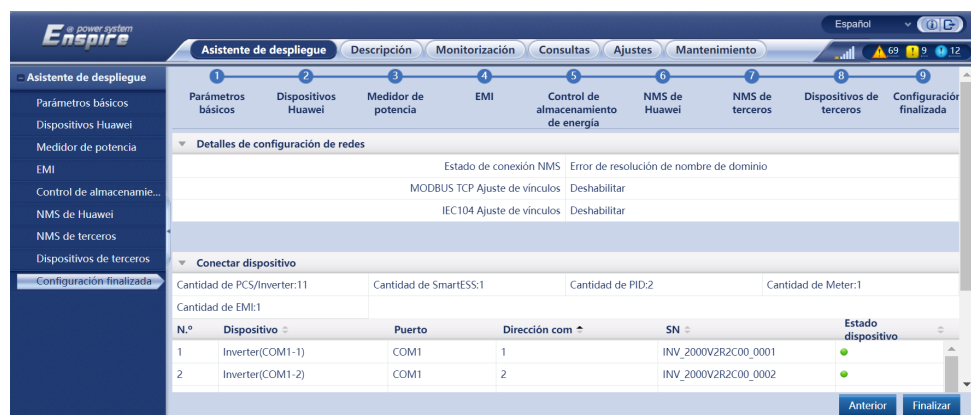 Enspire
e power system
Español
Asistente de despliegue Descripción Monitorización Consultas Ajustes Mantenimiento
69 9 12
Asistente de despliegue
Parámetros básicos
Dispositivos Huawei
Medidor de potencia
EMI
Control de almacenamie...
NMS de Huawei
NMS de terceros
Dispositivos de terceros
Configuración finalizada
1 2 3 4 5 6 7 8 9
Parámetros básicos
Dispositivos Huawei
Medidor de potencia
EMI
Control de almacenamiento de energía
NMS de Huawei
NMS de terceros
Dispositivos de terceros
Configuración finalizada
Detalles de configuración de redes
Estado de conexión NMS Error de resolución de nombre de dominio
MODBUS TCP Ajuste de vínculos Deshabilitar
IEC104 Ajuste de vínculos Deshabilitar
Conectar dispositivo
Cantidad de PCS/Inverter:11 Cantidad de SmartESS:1 Cantidad de PID:2 Cantidad de Meter:1
Cantidad de EMI:1
N.º Dispositivo Puerto Dirección com SN Estado dispositivo
1 Inverter(COM1-1) COM1 1 INV_2000V2R2C00_0001
2 Inverter(COM1-2) COM1 2 INV_2000V2R2C00_0002
Anterior Finalizar